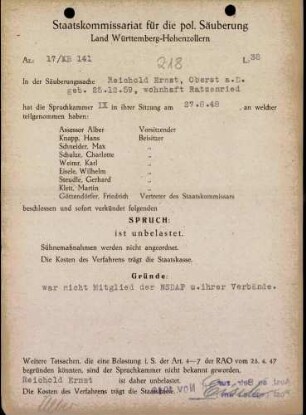 Staatskommissariat für die pol. Säuberung
Land Württemberg-Hohenzollern
Az.: 17/KB 141
218
L.38
In der Säuberungssache Reichold Ernst, Oberst a.D.
geb. 25.12.59, wohnhaft Ratzenried
hat die Spruchkammer IX in ihrer Sitzung am 27.8.48, an welcher
teilgenommen haben:
Assessor Alber Vorsitzender
Knupp, Hans Beisitzer
Schneider, Max „
Schulze, Charlotte „
Weiner, Karl „
Eisele, Wilhelm „
Steudle, Gerhard „
Klett, Martin „
Göttendörfer, Friedrich Vertreter des Staatskommissars
beschlossen und sofort verkündet folgenden
SPRUCH:
ist unbelastet.
Sühnemaßnahmen werden nicht angeordnet.
Die Kosten des Verfahrens trägt die Staatskasse.
Gründe:
war nicht Mitglied der NSDAP u.ihrer Verbände.
Weitere Tatsachen, die eine Belastung i. S. der Art. 4—7 der RAO vom 25. 4. 47
begründen könnten, sind der Spruchkammer nicht bekannt geworden.
Reichold Ernst ist daher unbelastet.
Die Kosten des Verfahrens trägt die Staatskasse.